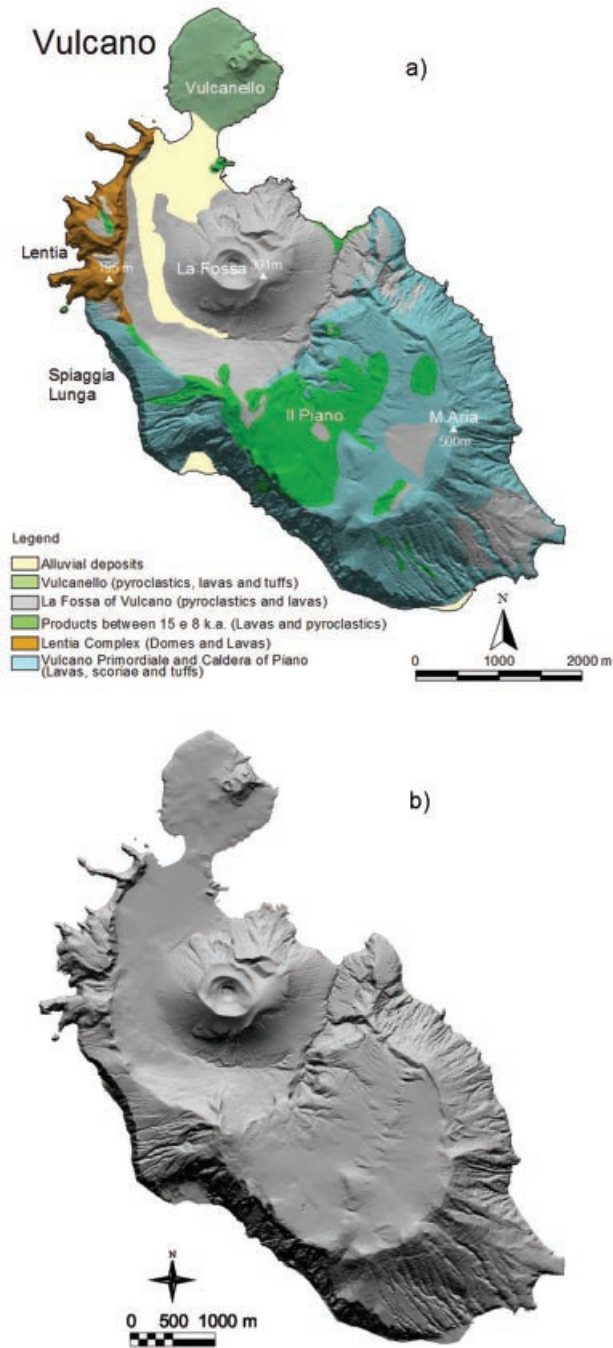 Vulcano
a)
Vulcanello
Lentia
195 m
La Fossa
391m
Spiaggia
Lunga
Il Piano
M.Aria
500m
Legend
Alluvial deposits
Vulcanello (pyroclastics, lavas and tuffs)
La Fossa of Vulcano (pyroclastics and lavas)
Products between 15 e 8 k.a. (Lavas and pyroclastics)
Lentia Complex (Domes and Lavas)
Vulcano Primordiale and Caldera of Piano
(Lavas, scoriae and tuffs)
N
0 1000 2000 m
b)
N
0 500 1000 m